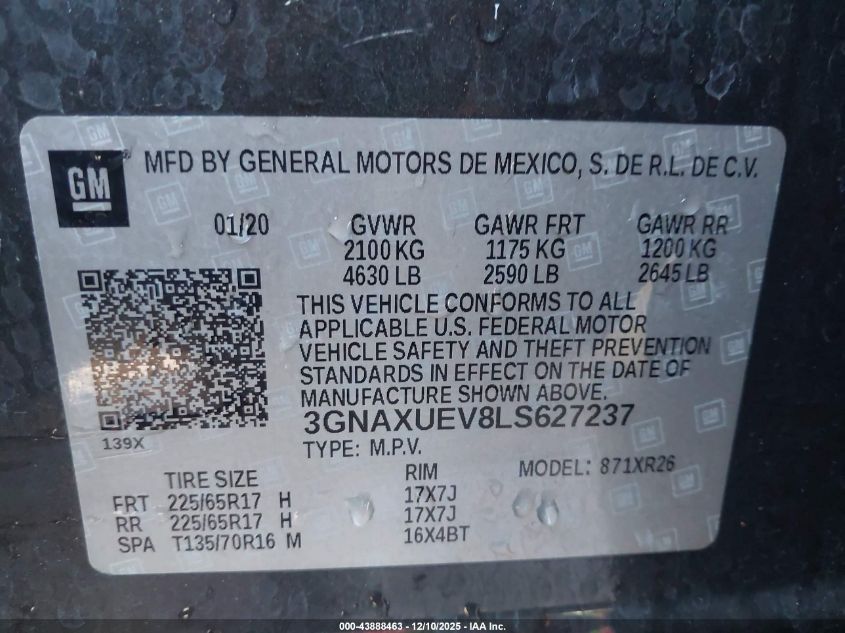 GM
MFD BY GENERAL MOTORS DE MEXICO, S. DE R.L. DE C.V.
01/20 GVWR GAWR FRT GAWR RR
2100 KG 1175 KG 1200 KG
4630 LB 2590 LB 2645 LB
THIS VEHICLE CONFORMS TO ALL
APPLICABLE U.S. FEDERAL MOTOR
VEHICLE SAFETY AND THEFT PREVENTION
STANDARDS IN EFFECT ON THE DATE OF
MANUFACTURE SHOWN ABOVE.
3GNAXUEV8LS627237
139X
TYPE: M.P.V.
TIRE SIZE RIM MODEL: 871XR26
FRT 225/65R17 H 17X7J
RR 225/65R17 H 17X7J
SPA T135/70R16 M 16X4BT
000-43888463 - 12/10/2025 - IAA Inc.